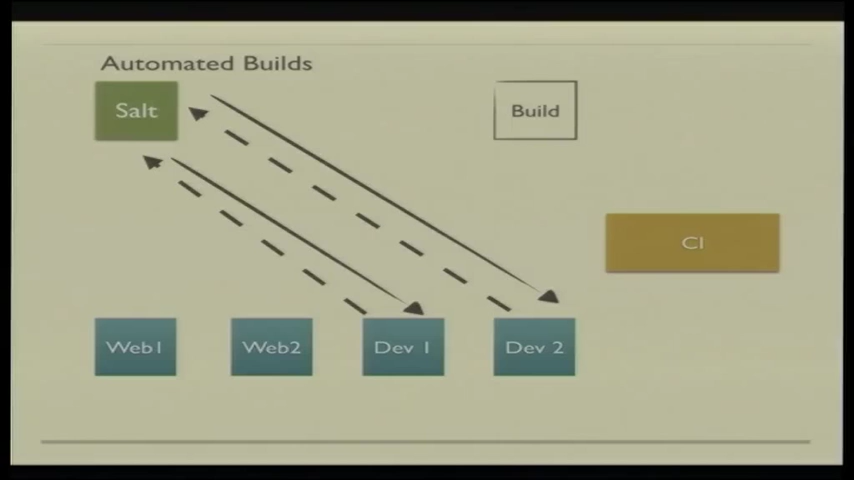 Automated Builds
Salt
Build
CI
Web1
Web2
Dev 1
Dev 2